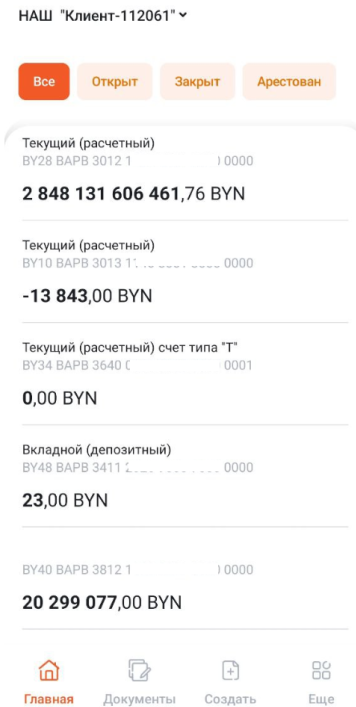 НАШ "Клиент-112061"
Все Открыт Закрыт Арестован
Текущий (расчетный)
BY28 BAPB 3012 1 0000
2 848 131 606 461,76 BYN
Текущий (расчетный)
BY10 BAPB 3013 0000
-13 843,00 BYN
Текущий (расчетный) счет типа "Т"
BY34 BAPB 3640 0001
0,00 BYN
Вкладной (депозитный)
BY48 BAPB 3411 0000
23,00 BYN
BY40 BAPB 3812 1 0000
20 299 077,00 BYN
Главная Документы Создать Еще